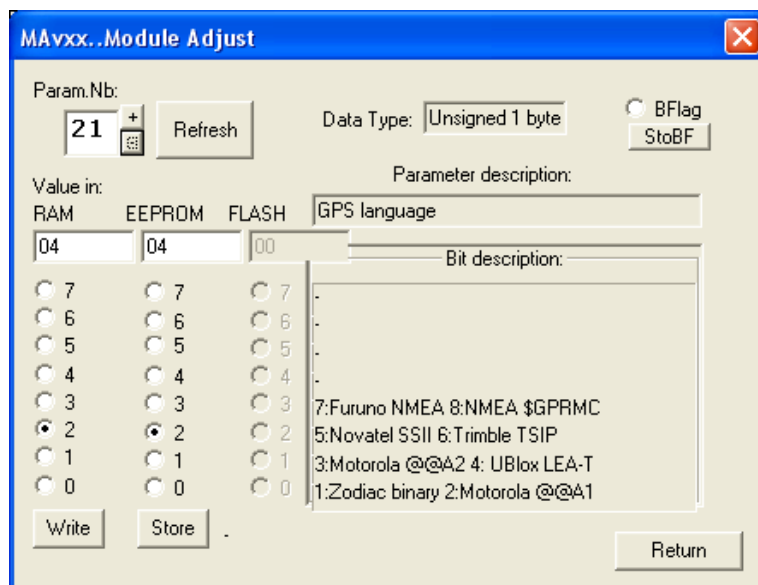 MAvxx..Module Adjust
Param.Nb:
21 + Refresh
Data Type: Unsigned 1 byte
BFlag
StoBF
Value in:
RAM EEPROM FLASH
04 04 00
Parameter description:
GPS language
Bit description:
7 7 7 .
6 6 6 .
5 5 5 .
4 4 4 .
3 3 3 7:Furuno NMEA 8:NMEA $GPRMC
2 2 2 5:Novatel SSII 6:Trimble TSIP
1 1 1 3:Motorola @@A2 4: UBlox LEA-T
0 0 0 1:Zodiac binary 2:Motorola @@A1
Write Store .
Return